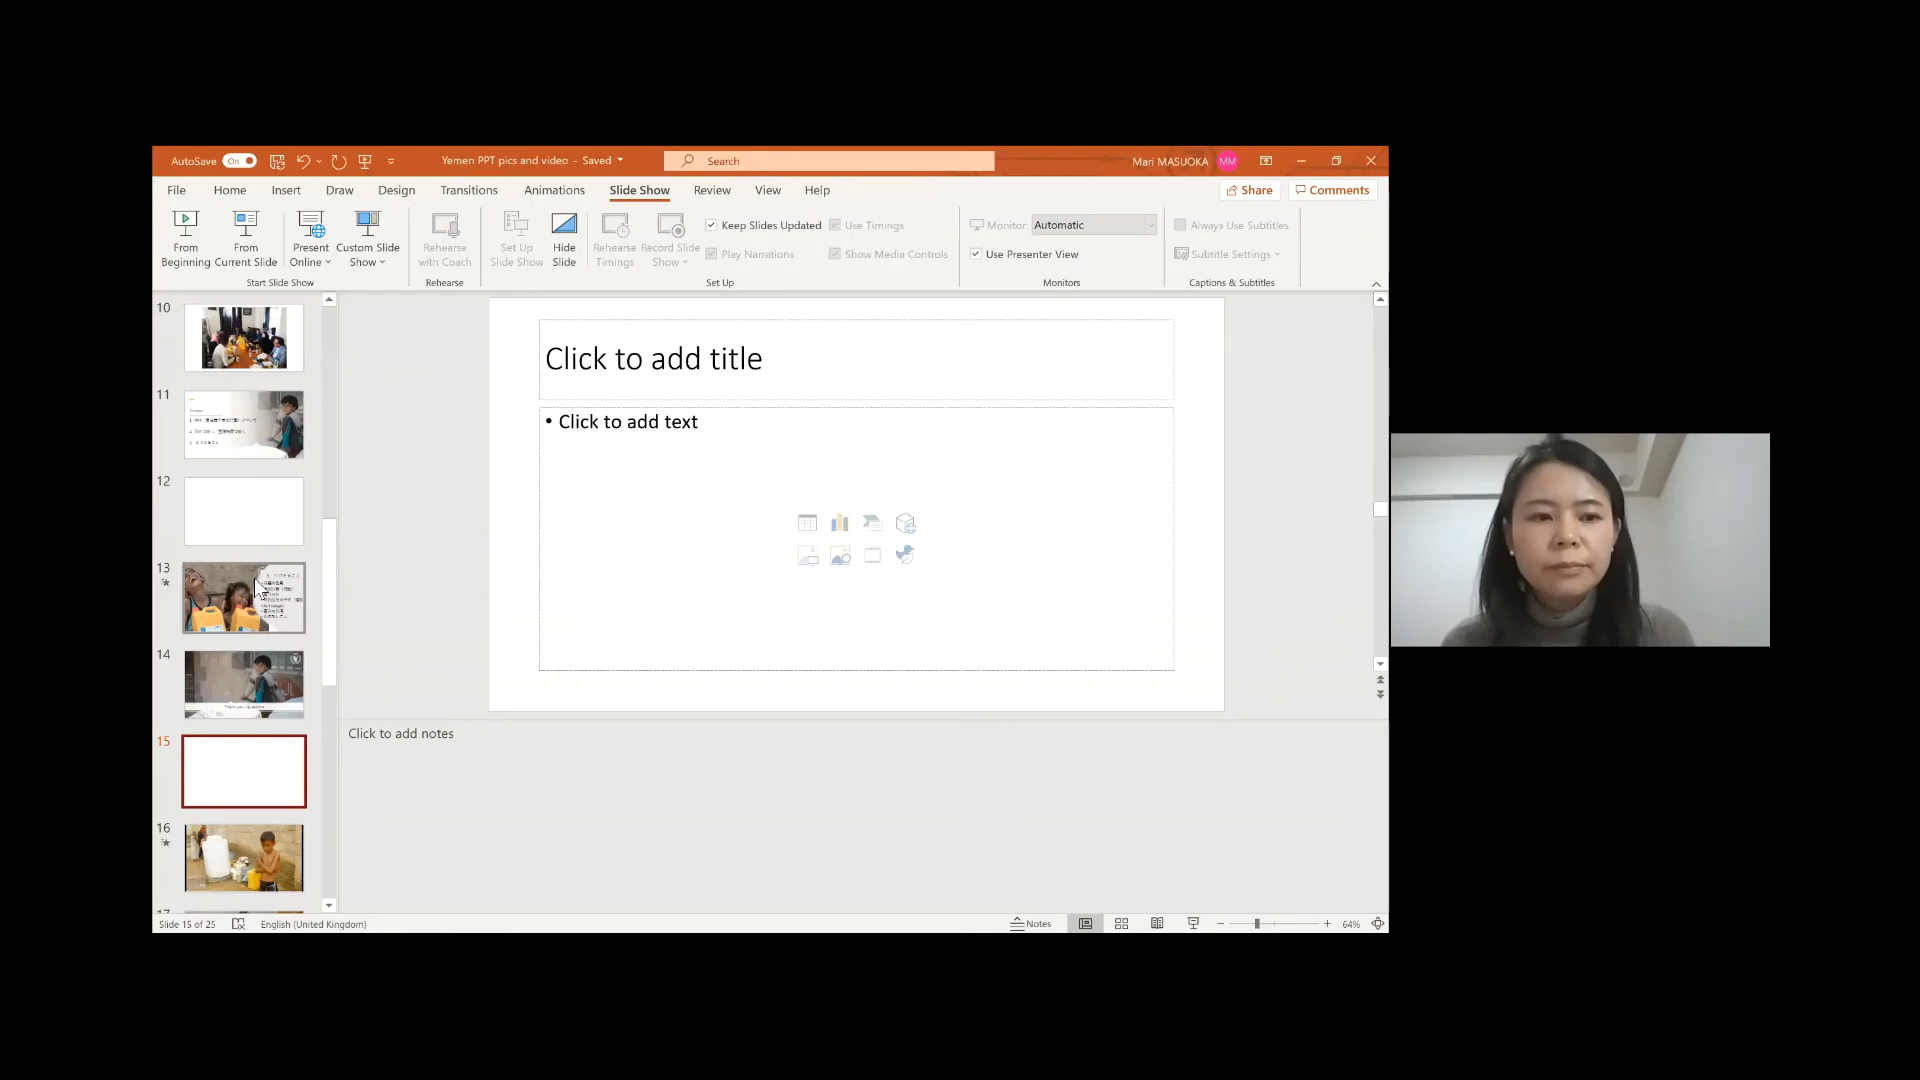 AutoSave On Yemen PPT pics and video - Saved Search Mari MASUOKA MM
File Home Insert Draw Design Transitions Animations Slide Show Review View Help Share Comments
From Beginning
From Current Slide
Present Online
Custom Slide Show
Start Slide Show
Rehearse with Coach
Rehearse
Set Up Slide Show
Hide Slide
Rehearse Timings
Record Slide Show
Keep Slides Updated
Play Narrations
Use Timings
Show Media Controls
Set Up
Monitor: Automatic
Use Presenter View
Monitors
Always Use Subtitles
Subtitle Settings
Captions & Subtitles
10
11
12
13
14
15
16
Click to add title
• Click to add text
Click to add notes
Slide 15 of 25 English (United Kingdom) Notes 64%